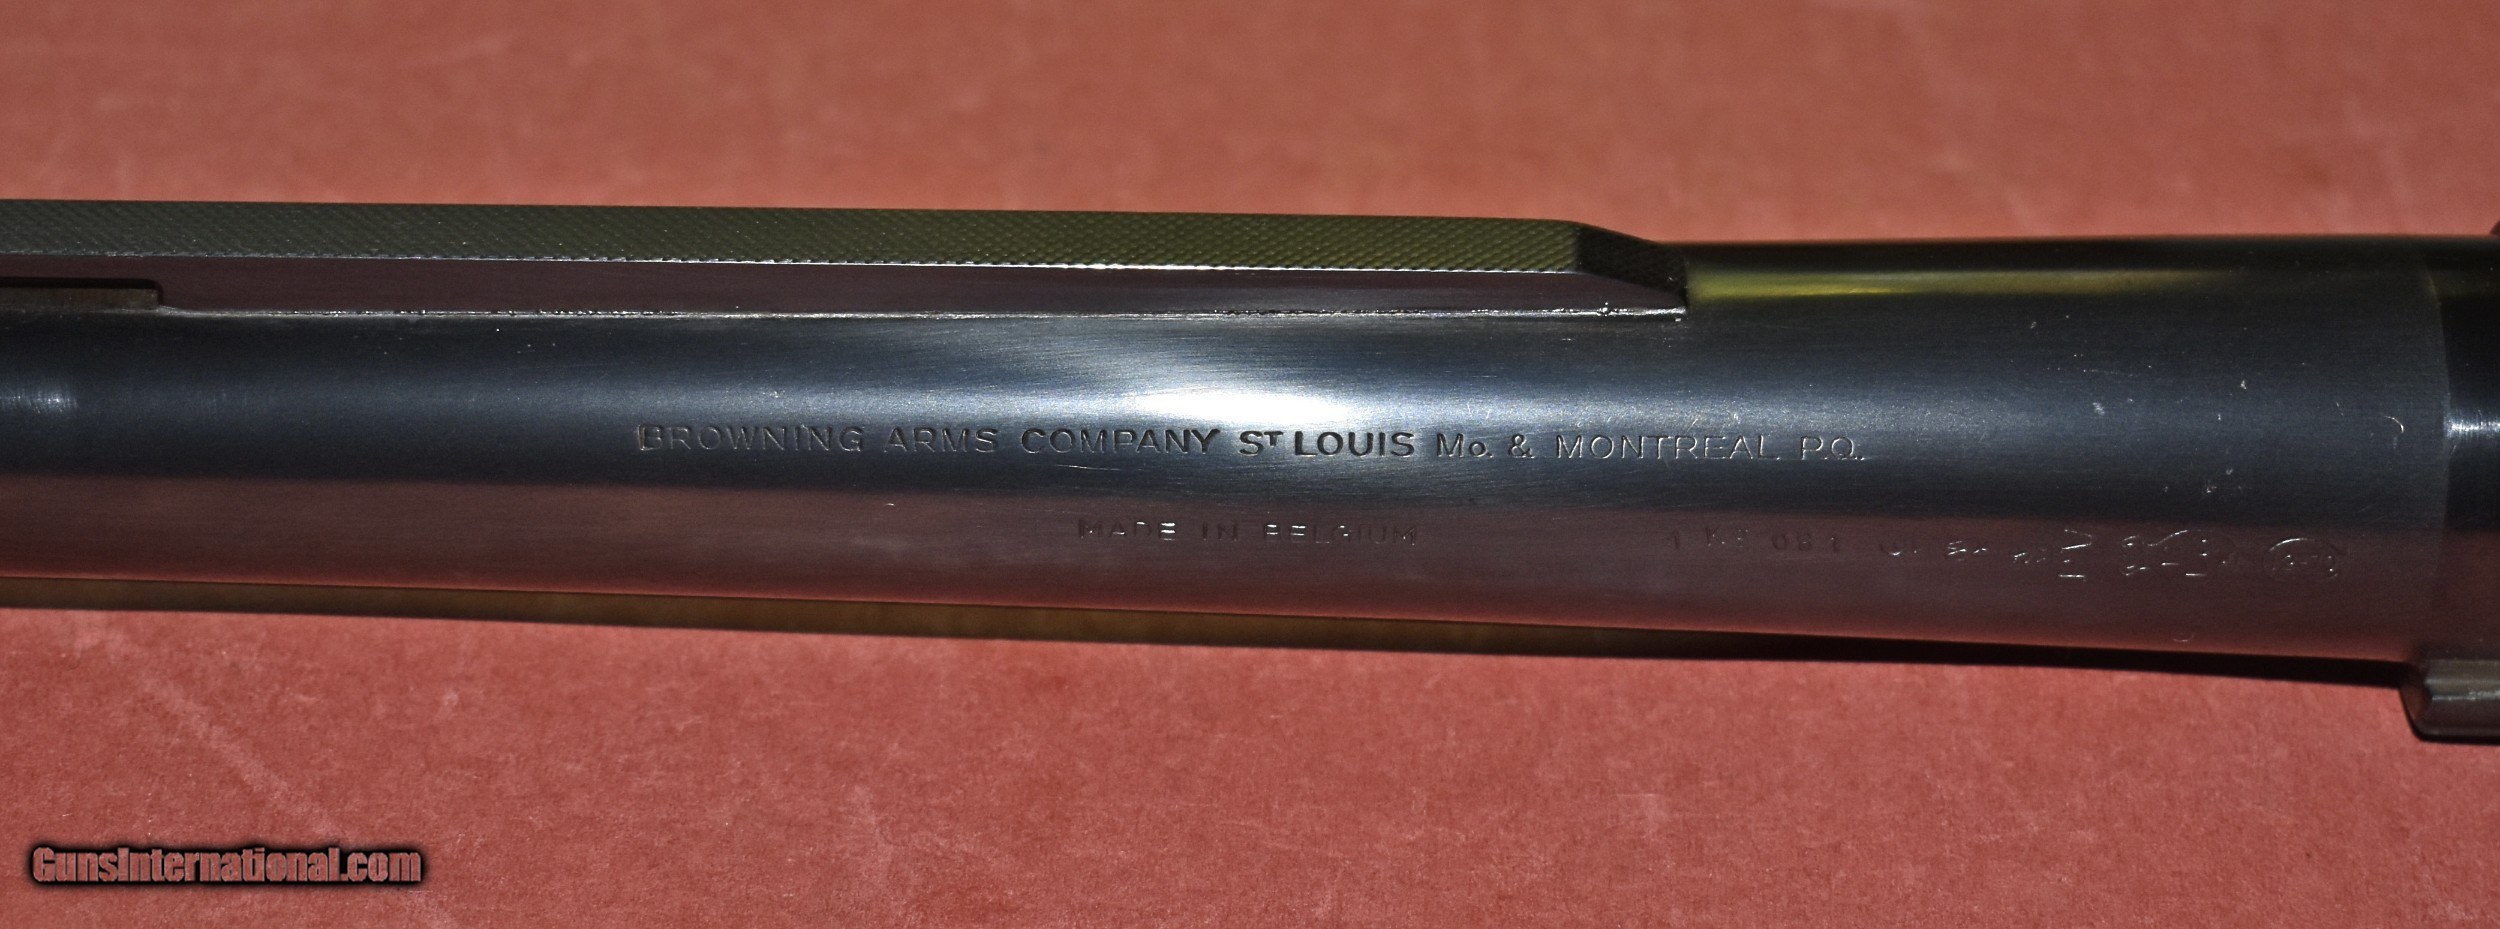 BROWNING ARMS COMPANY ST LOUIS Mo. & MONTREAL P.Q.
MADE IN BELGIUM
GunsInternational.com